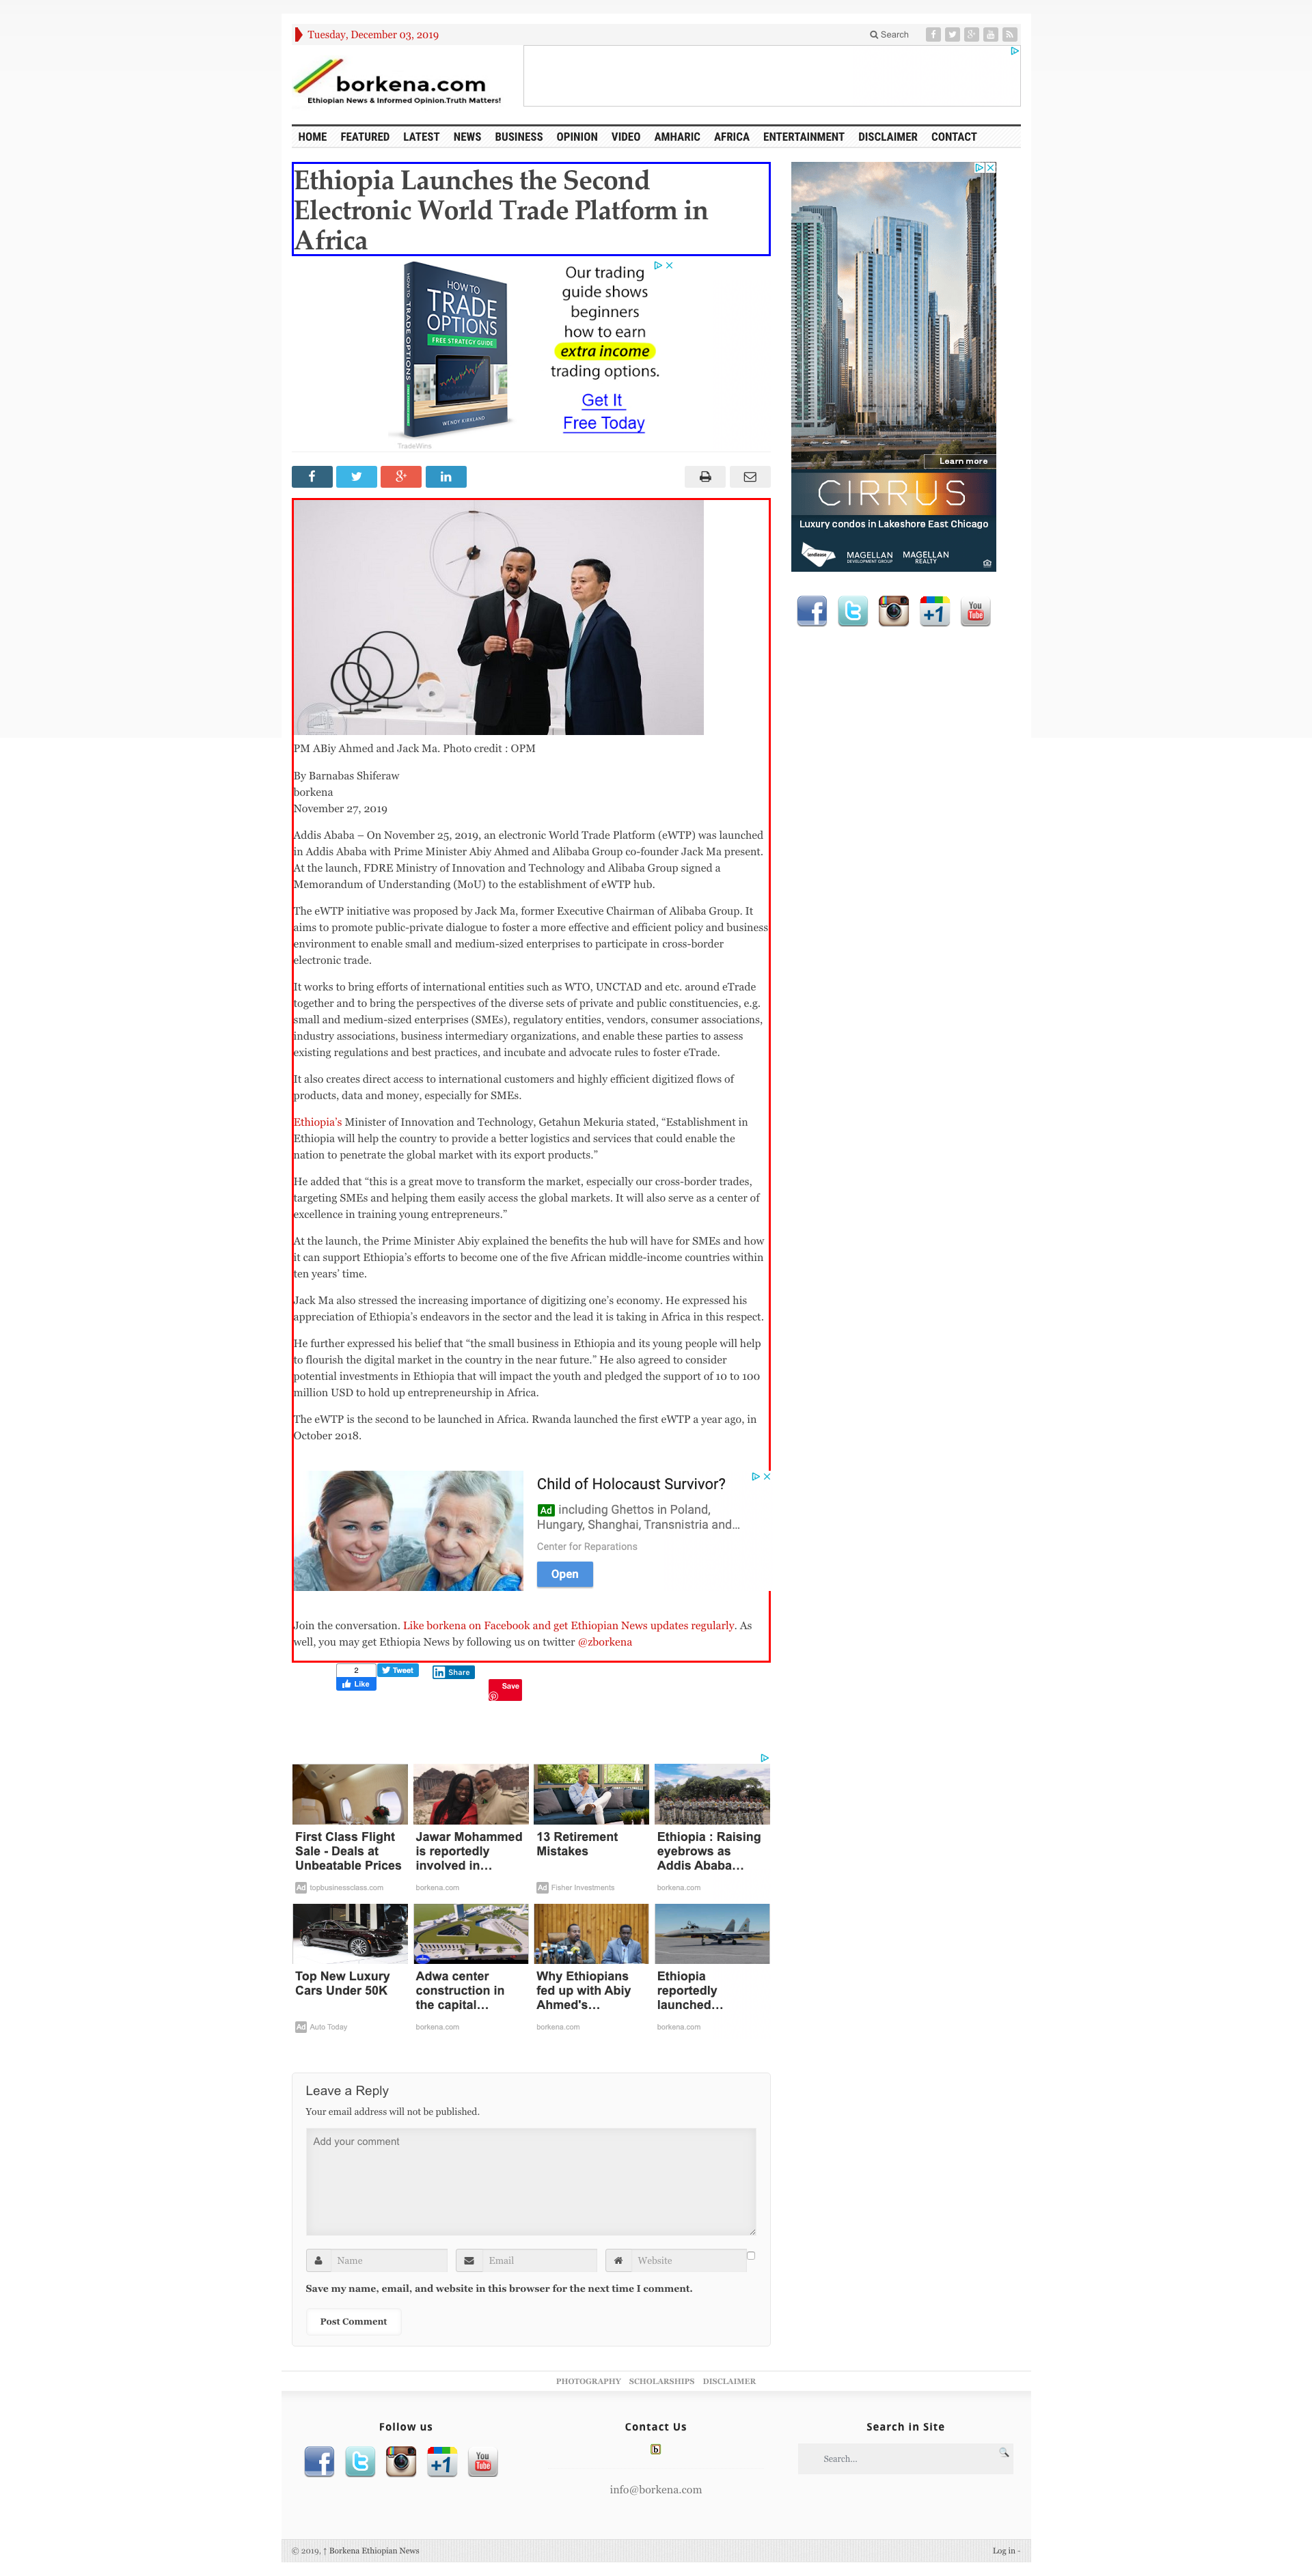 Tuesday, December 03, 2019
Search
borkena.com
Ethiopian News & Informed Opinion.Truth Matters!
HOME FEATURED LATEST NEWS BUSINESS OPINION VIDEO AMHARIC AFRICA ENTERTAINMENT DISCLAIMER CONTACT
Ethiopia Launches the Second
Electronic World Trade Platform in
Africa
HOW TO TRADE OPTIONS
HOW TO
TRADE
OPTIONS
FREE STRATEGY GUIDE
WENDY KIRKLAND
TradeWins
Our trading
guide shows
beginners
how to earn
extra income
trading options.
Get It
Free Today
Learn more
CIRRUS
Luxury condos in Lakeshore East Chicago
lendlease
MAGELLAN
DEVELOPMENT GROUP
MAGELLAN
REALTY
+1
You
Tube
PM ABiy Ahmed and Jack Ma. Photo credit : OPM
By Barnabas Shiferaw
borkena
November 27, 2019
Addis Ababa – On November 25, 2019, an electronic World Trade Platform (eWTP) was launched
in Addis Ababa with Prime Minister Abiy Ahmed and Alibaba Group co-founder Jack Ma present.
At the launch, FDRE Ministry of Innovation and Technology and Alibaba Group signed a
Memorandum of Understanding (MoU) to the establishment of eWTP hub.
The eWTP initiative was proposed by Jack Ma, former Executive Chairman of Alibaba Group. It
aims to promote public-private dialogue to foster a more effective and efficient policy and business
environment to enable small and medium-sized enterprises to participate in cross-border
electronic trade.
It works to bring efforts of international entities such as WTO, UNCTAD and etc. around eTrade
together and to bring the perspectives of the diverse sets of private and public constituencies, e.g.
small and medium-sized enterprises (SMEs), regulatory entities, vendors, consumer associations,
industry associations, business intermediary organizations, and enable these parties to assess
existing regulations and best practices, and incubate and advocate rules to foster eTrade.
It also creates direct access to international customers and highly efficient digitized flows of
products, data and money, especially for SMEs.
Ethiopia's Minister of Innovation and Technology, Getahun Mekuria stated, “Establishment in
Ethiopia will help the country to provide a better logistics and services that could enable the
nation to penetrate the global market with its export products.”
He added that “this is a great move to transform the market, especially our cross-border trades,
targeting SMEs and helping them easily access the global markets. It will also serve as a center of
excellence in training young entrepreneurs.”
At the launch, the Prime Minister Abiy explained the benefits the hub will have for SMEs and how
it can support Ethiopia’s efforts to become one of the five African middle-income countries within
ten years’ time.
Jack Ma also stressed the increasing importance of digitizing one’s economy. He expressed his
appreciation of Ethiopia’s endeavors in the sector and the lead it is taking in Africa in this respect.
He further expressed his belief that “the small business in Ethiopia and its young people will help
to flourish the digital market in the country in the near future.” He also agreed to consider
potential investments in Ethiopia that will impact the youth and pledged the support of 10 to 100
million USD to hold up entrepreneurship in Africa.
The eWTP is the second to be launched in Africa. Rwanda launched the first eWTP a year ago, in
October 2018.
Child of Holocaust Survivor?
Ad including Ghettos in Poland,
Hungary, Shanghai, Transnistria and...
Center for Reparations
Open
Join the conversation. Like borkena on Facebook and get Ethiopian News updates regularly. As
well, you may get Ethiopia News by following us on twitter @zborkena
2
Like
Tweet
Share
Save
First Class Flight
Sale - Deals at
Unbeatable Prices
Ad topbusinessclass.com
Jawar Mohammed
is reportedly
involved in...
borkena.com
13 Retirement
Mistakes
Ad Fisher Investments
Ethiopia : Raising
eyebrows as
Addis Ababa...
borkena.com
Top New Luxury
Cars Under 50K
Ad Auto Today
Adwa center
construction in
the capital...
borkena.com
Why Ethiopians
fed up with Abiy
Ahmed's...
borkena.com
Ethiopia
reportedly
launched...
borkena.com
Leave a Reply
Your email address will not be published.
Add your comment
Name
Email
Website
Save my name, email, and website in this browser for the next time I comment.
Post Comment
PHOTOGRAPHY SCHOLARSHIPS DISCLAIMER
Follow us
+1
You
Tube
Contact Us
b
info@borkena.com
Search in Site
Search...
© 2019, ↑ Borkena Ethiopian News
Log in -